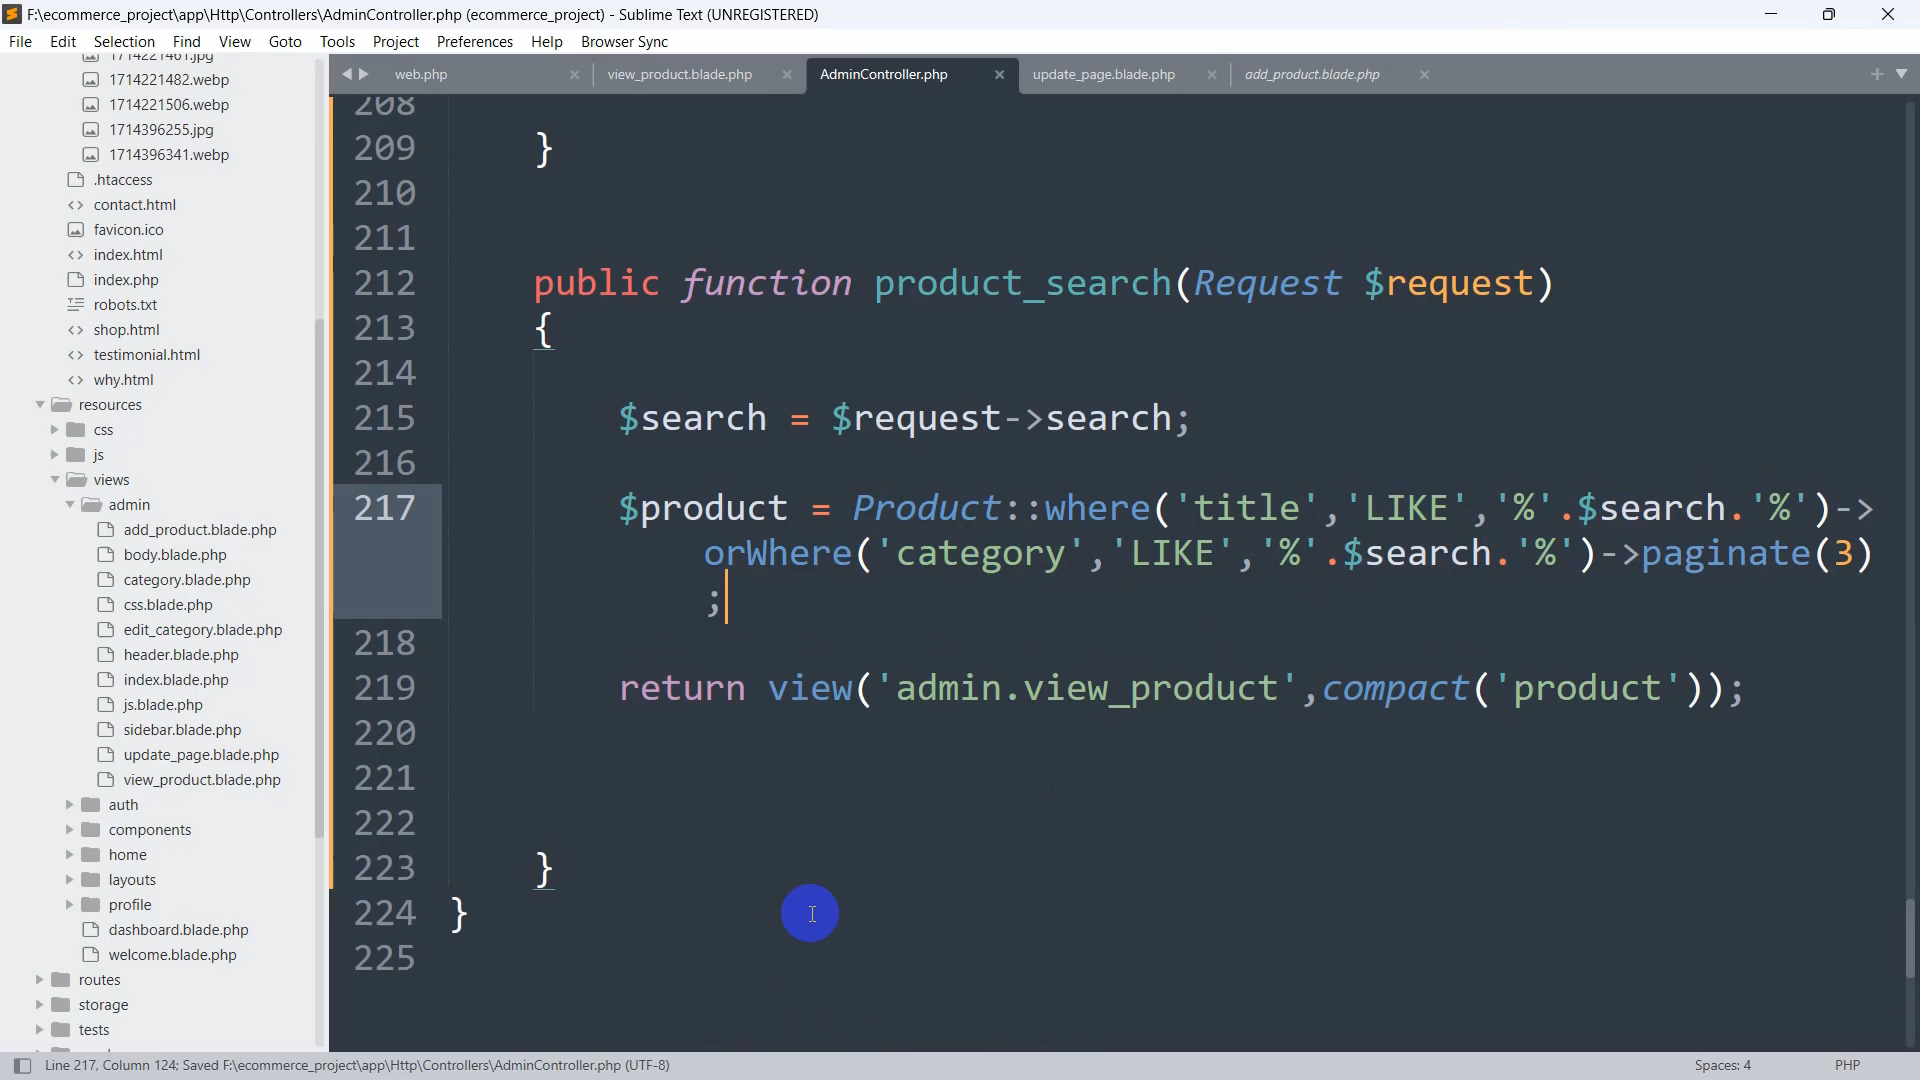 F:\ecommerce_project\app\Http\Controllers\AdminController.php (ecommerce_project) - Sublime Text (UNREGISTERED)
File Edit Selection Find View Goto Tools Project Preferences Help Browser Sync
1714221461.jpg
1714221482.webp
1714221506.webp
1714396255.jpg
1714396341.webp
.htaccess
contact.html
favicon.ico
index.html
index.php
robots.txt
shop.html
testimonial.html
why.html
resources
css
js
views
admin
add_product.blade.php
body.blade.php
category.blade.php
css.blade.php
edit_category.blade.php
header.blade.php
index.blade.php
js.blade.php
sidebar.blade.php
update_page.blade.php
view_product.blade.php
auth
components
home
layouts
profile
dashboard.blade.php
welcome.blade.php
routes
storage
tests
web.php view_product.blade.php AdminController.php update_page.blade.php add_product.blade.php
208
209 }
210
211
212 public function product_search(Request $request)
213 {
214
215 $search = $request->search;
216
217 $product = Product::where('title','LIKE','%'.$search.'%')->
orWhere('category','LIKE','%'.$search.'%')->paginate(3)
;
218
219 return view('admin.view_product',compact('product'));
220
221
222
223 }
224 }
225
Line 217, Column 124; Saved F:\ecommerce_project\app\Http\Controllers\AdminController.php (UTF-8) Spaces: 4 PHP